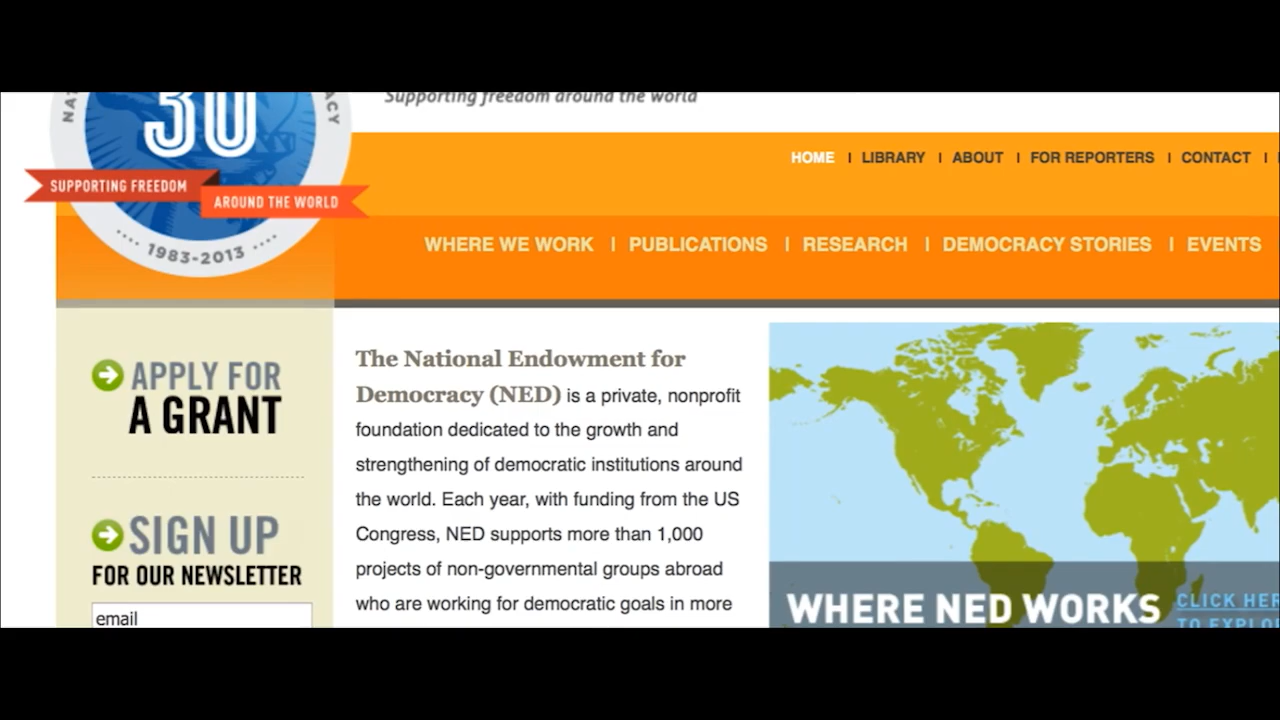 30
Supporting freedom around the world
SUPPORTING FREEDOM
AROUND THE WORLD
1983-2013
HOME | LIBRARY | ABOUT | FOR REPORTERS | CONTACT |
WHERE WE WORK | PUBLICATIONS | RESEARCH | DEMOCRACY STORIES | EVENTS
APPLY FOR
A GRANT
SIGN UP
FOR OUR NEWSLETTER
email
The National Endowment for
Democracy (NED) is a private, nonprofit
foundation dedicated to the growth and
strengthening of democratic institutions around
the world. Each year, with funding from the US
Congress, NED supports more than 1,000
projects of non-governmental groups abroad
who are working for democratic goals in more
WHERE NED WORKS
CLICK HER
TO EXPLO